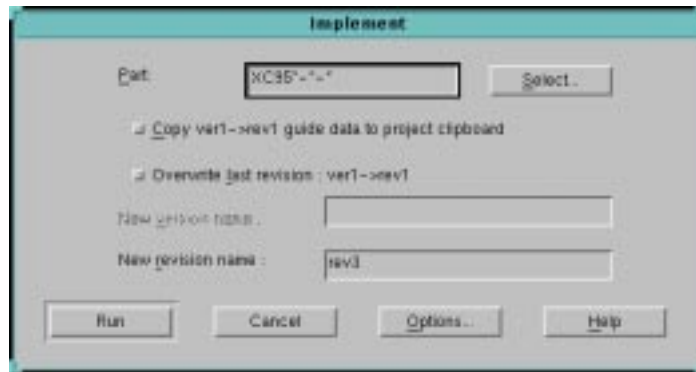 Implement
Part: XC95*-*-* Select...
Copy ver1->rev1 guide data to project clipboard
Overwrite last revision : ver1->rev1
New version name :
New revision name : rev3
Run Cancel Options... Help